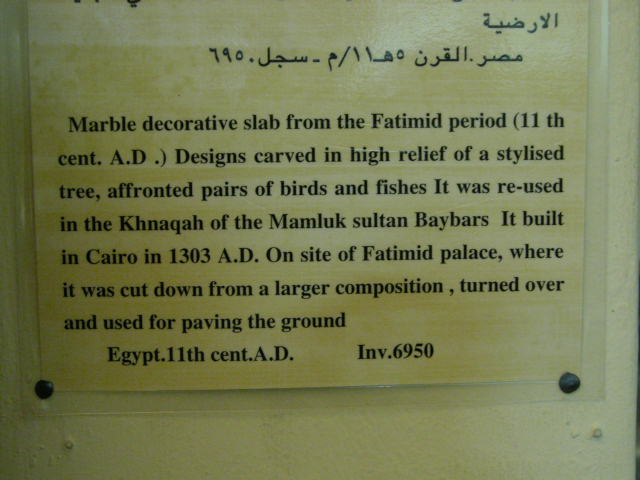 الارضية
مصر.القرن ٥هـ/١١م - سجل.٦٩٥٠
Marble decorative slab from the Fatimid period (11 th
cent. A.D .) Designs carved in high relief of a stylised
tree, affronted pairs of birds and fishes It was re-used
in the Khnaqah of the Mamluk sultan Baybars It built
in Cairo in 1303 A.D. On site of Fatimid palace, where
it was cut down from a larger composition , turned over
and used for paving the ground
Egypt.11th cent.A.D. Inv.6950